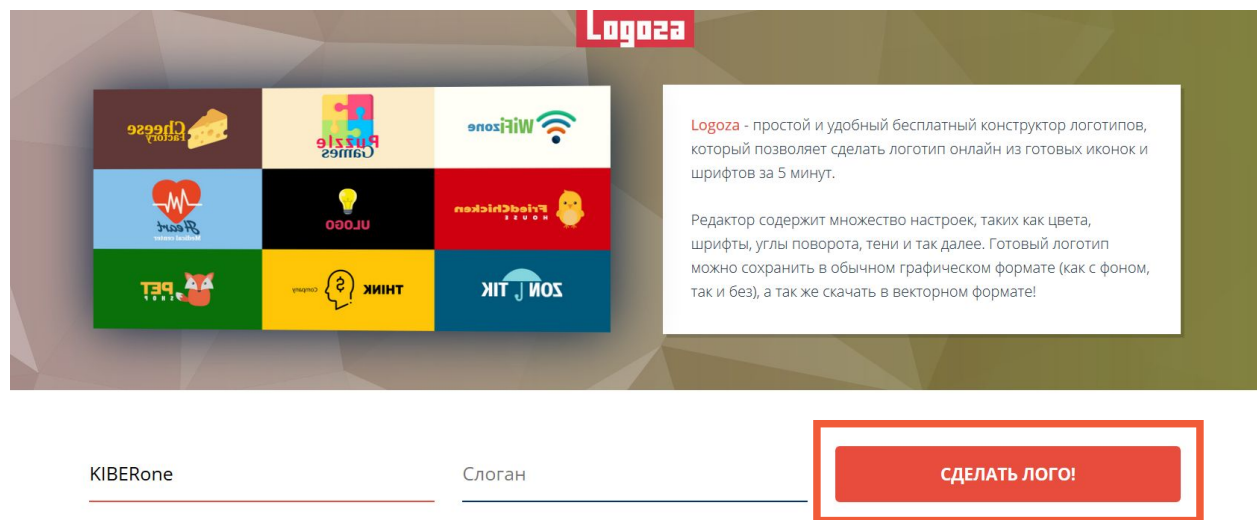 Logoza
Cheese
Factory
Puzzle
Games
WiFizone
Heart
Medical center
ULOGO
FriedChicken
HOUSE
PET
SHOP
THINK
Company
ZON TIK
Logoza - простой и удобный бесплатный конструктор логотипов,
который позволяет сделать логотип онлайн из готовых иконок и
шрифтов за 5 минут.
Редактор содержит множество настроек, таких как цвета,
шрифты, углы поворота, тени и так далее. Готовый логотип
можно сохранить в обычном графическом формате (как с фоном,
так и без), а так же скачать в векторном формате!
KIBERone
Слоган
СДЕЛАТЬ ЛОГО!